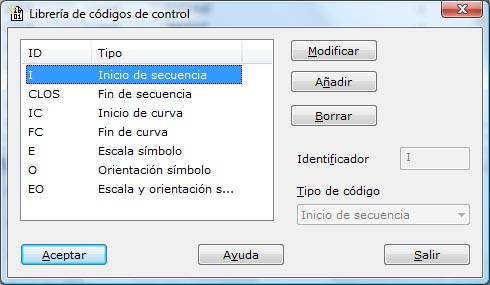 Librería de códigos de control
ID Tipo
I Inicio de secuencia
CLOS Fin de secuencia
IC Inicio de curva
FC Fin de curva
E Escala símbolo
O Orientación símbolo
EO Escala y orientación s...
Modificar
Añadir
Borrar
Identificador I
Tipo de código
Inicio de secuencia
Aceptar Ayuda Salir